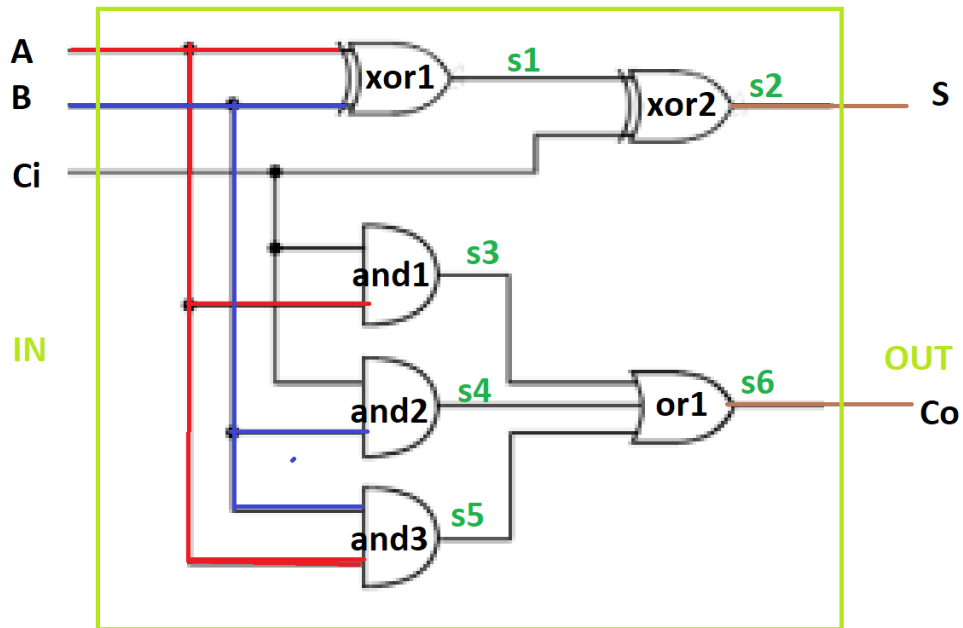 A
xor1
s1
s2
B
xor2
S
Ci
and1
s3
IN
OUT
and2
s4
or1
s6
Co
and3
s5